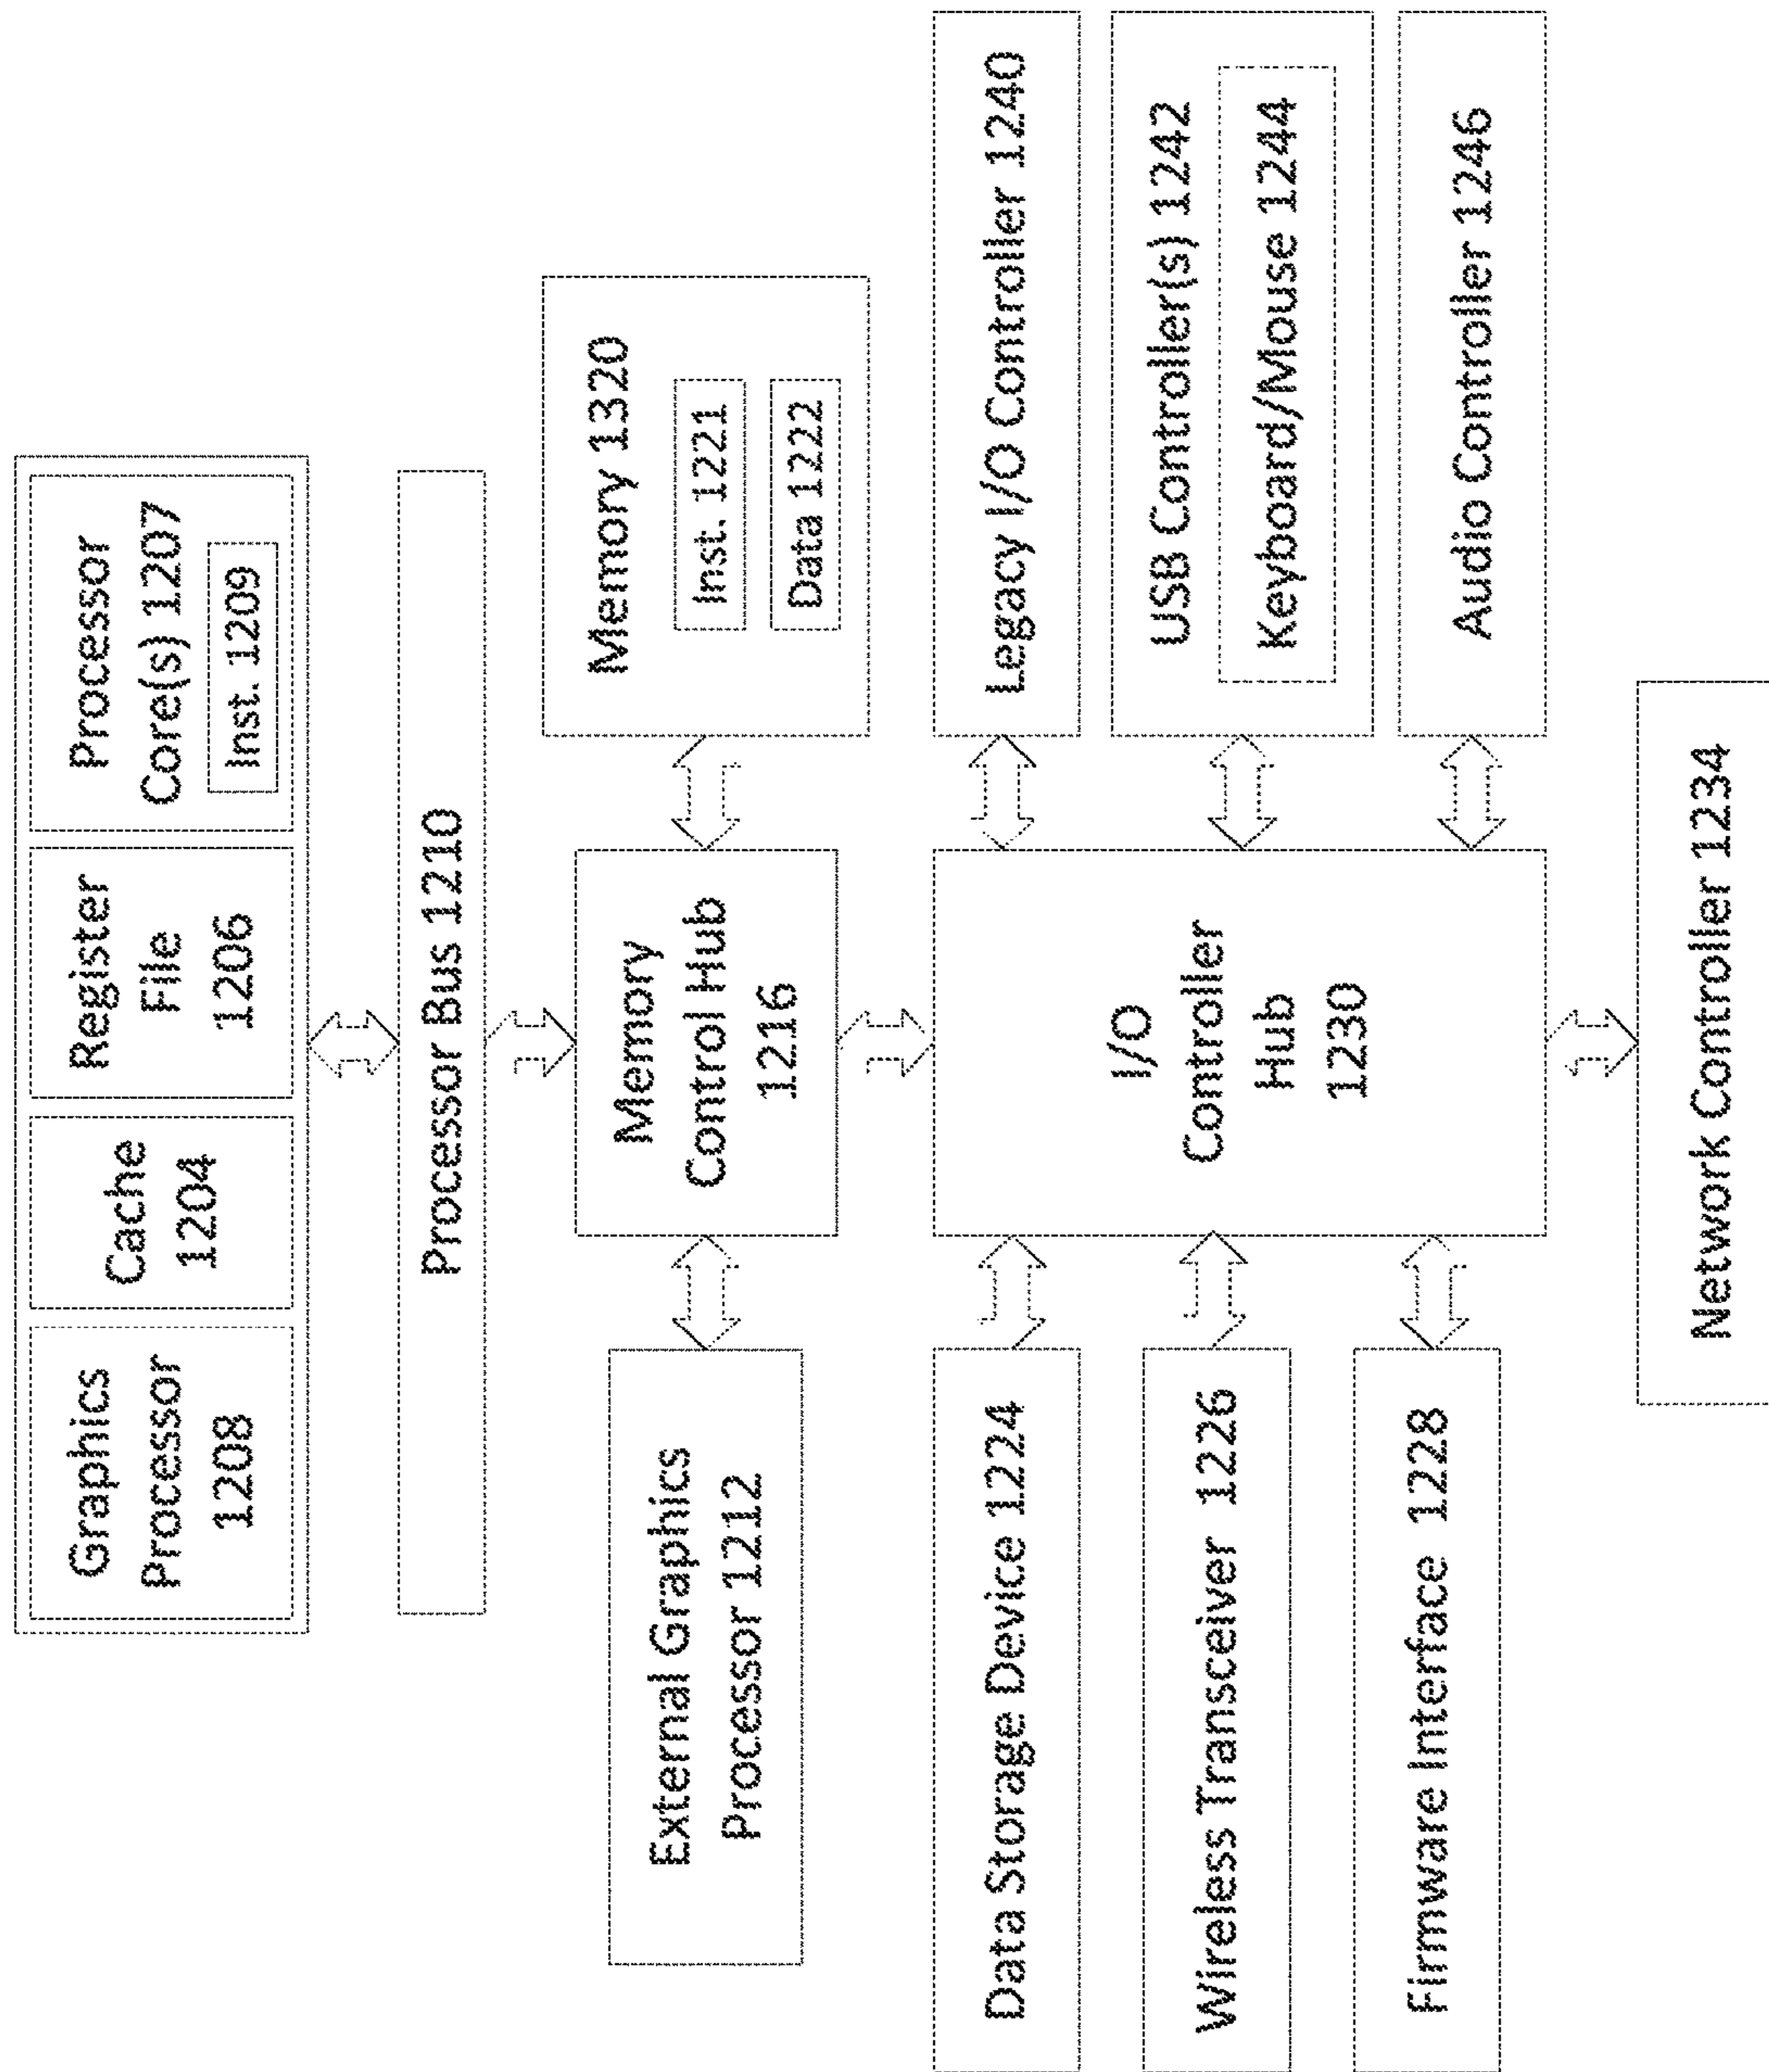 Graphics
Processor
1208
Cache
1204
Register
File
1206
Processor
Core(s) 1207
Inst. 1209
Processor Bus 1210
External Graphics
Processor 1212
Memory
Control Hub
1216
Memory 1320
Inst. 1221
Data 1222
Data Storage Device 1224
Wireless Transceiver 1226
Firmware Interface 1228
I/O
Controller
Hub
1230
Legacy I/O Controller 1240
USB Controller(s) 1242
Keyboard/Mouse 1244
Audio Controller 1246
Network Controller 1234